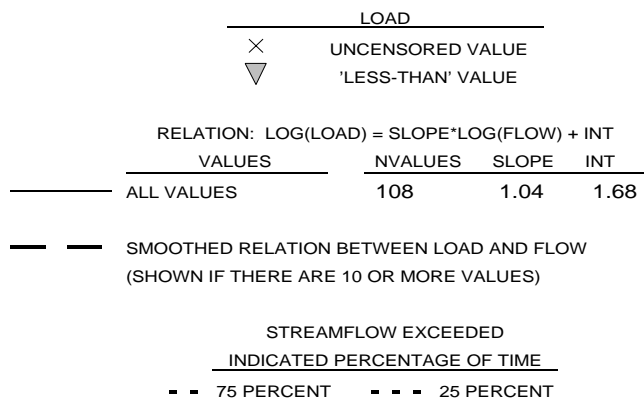 LOAD
UNCENSORED VALUE
'LESS-THAN' VALUE
RELATION: LOG(LOAD) = SLOPE*LOG(FLOW) + INT
VALUES NVALUES SLOPE INT
ALL VALUES 108 1.04 1.68
SMOOTHED RELATION BETWEEN LOAD AND FLOW
(SHOWN IF THERE ARE 10 OR MORE VALUES)
STREAMFLOW EXCEEDED
INDICATED PERCENTAGE OF TIME
75 PERCENT 25 PERCENT